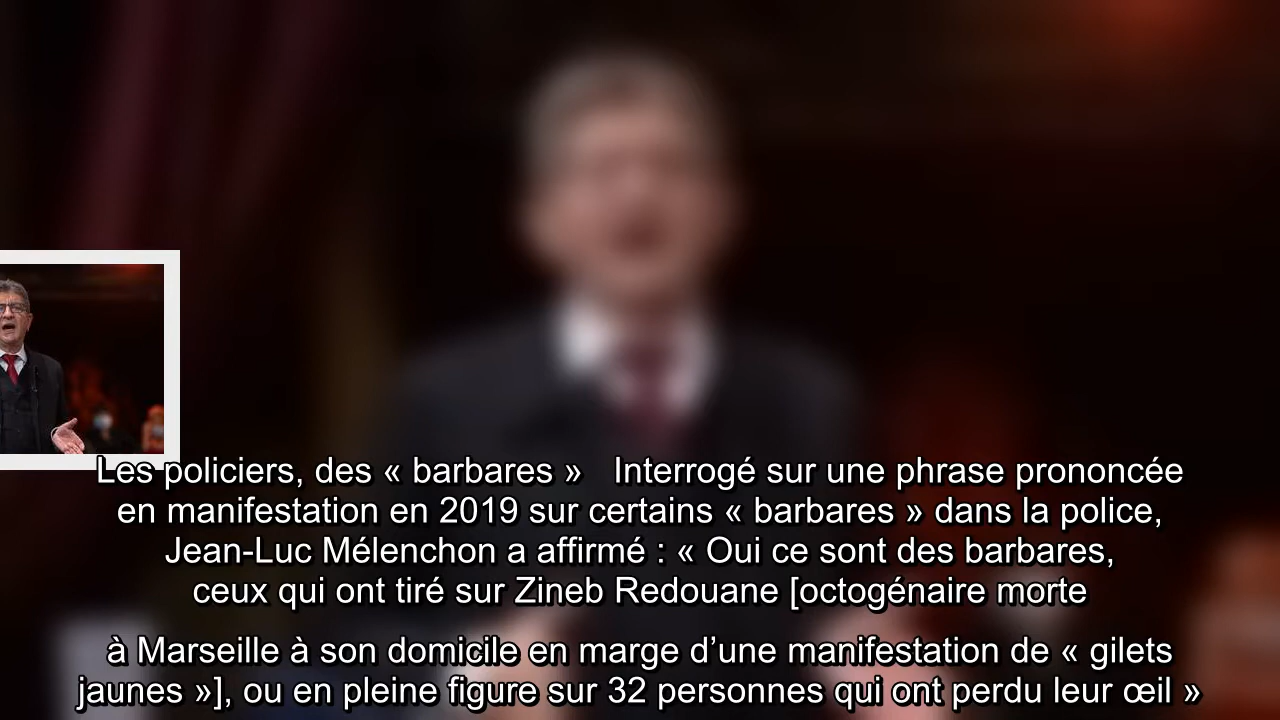 Les policiers, des « barbares »   Interrogé sur une phrase prononcée
en manifestation en 2019 sur certains « barbares » dans la police,
Jean-Luc Mélenchon a affirmé : « Oui ce sont des barbares,
ceux qui ont tiré sur Zineb Redouane [octogénaire morte
à Marseille à son domicile en marge d’une manifestation de « gilets
jaunes »], ou en pleine figure sur 32 personnes qui ont perdu leur œil »